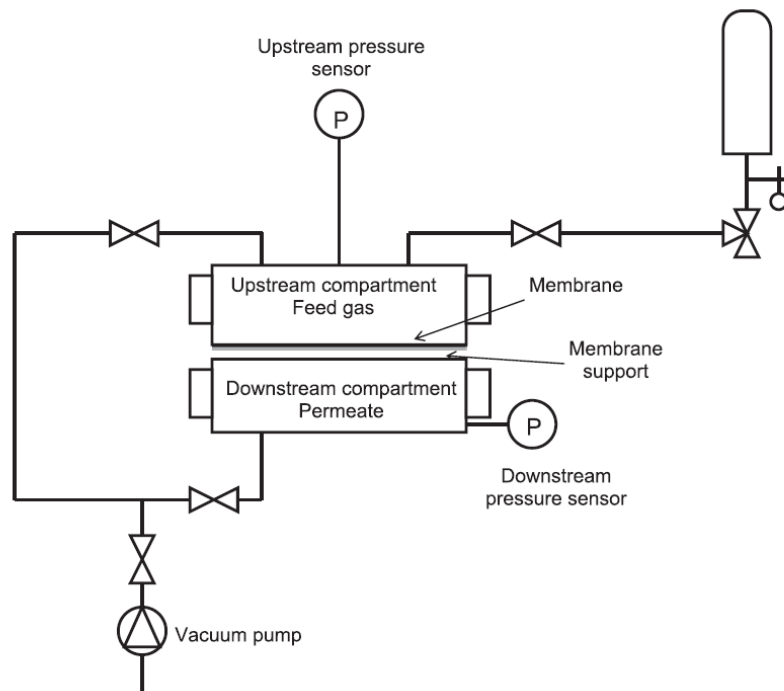 Upstream pressure
sensor
P
Upstream compartment
Feed gas
Membrane
Membrane
support
Downstream compartment
Permeate
P
Downstream
pressure sensor
Vacuum pump